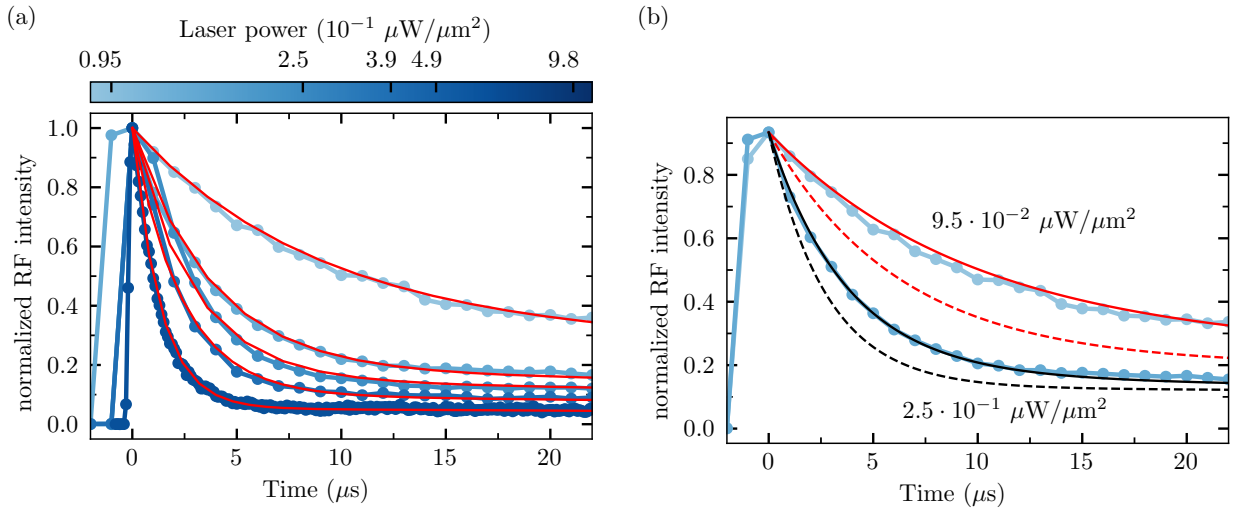 (a)
Laser power (10⁻¹ μW/μm²)
0.95 2.5 3.9 4.9 9.8
1.0
0.8
0.6
0.4
0.2
0.0
normalized RF intensity
0 5 10 15 20
Time (μs)
(b)
0.8
0.6
0.4
0.2
0.0
normalized RF intensity
9.5 · 10⁻² μW/μm²
2.5 · 10⁻¹ μW/μm²
0 5 10 15 20
Time (μs)